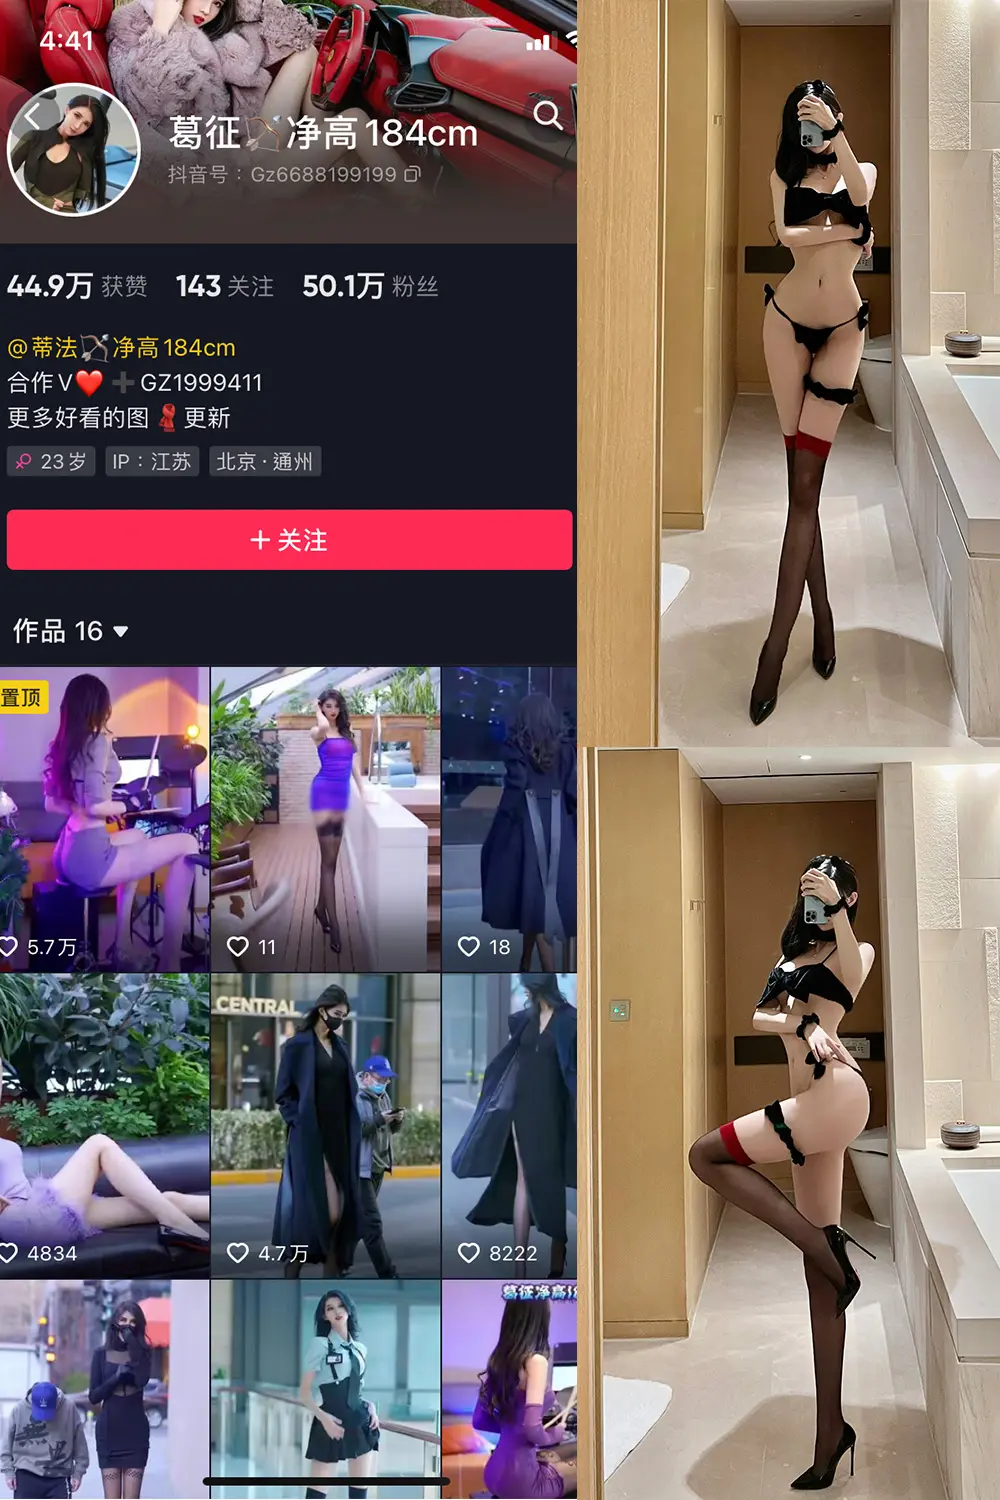 4:41
葛征🏹净高184cm
抖音号：Gz6688199199
44.9万 获赞 143 关注 50.1万 粉丝
@蒂法🏹净高184cm
合作V❤️➕GZ1999411
更多好看的图🧣更新
23岁 IP：江苏 北京·通州
+ 关注
作品 16
置顶
5.7万 11 18
CENTRAL
4834 4.7万 8222
葛征净高